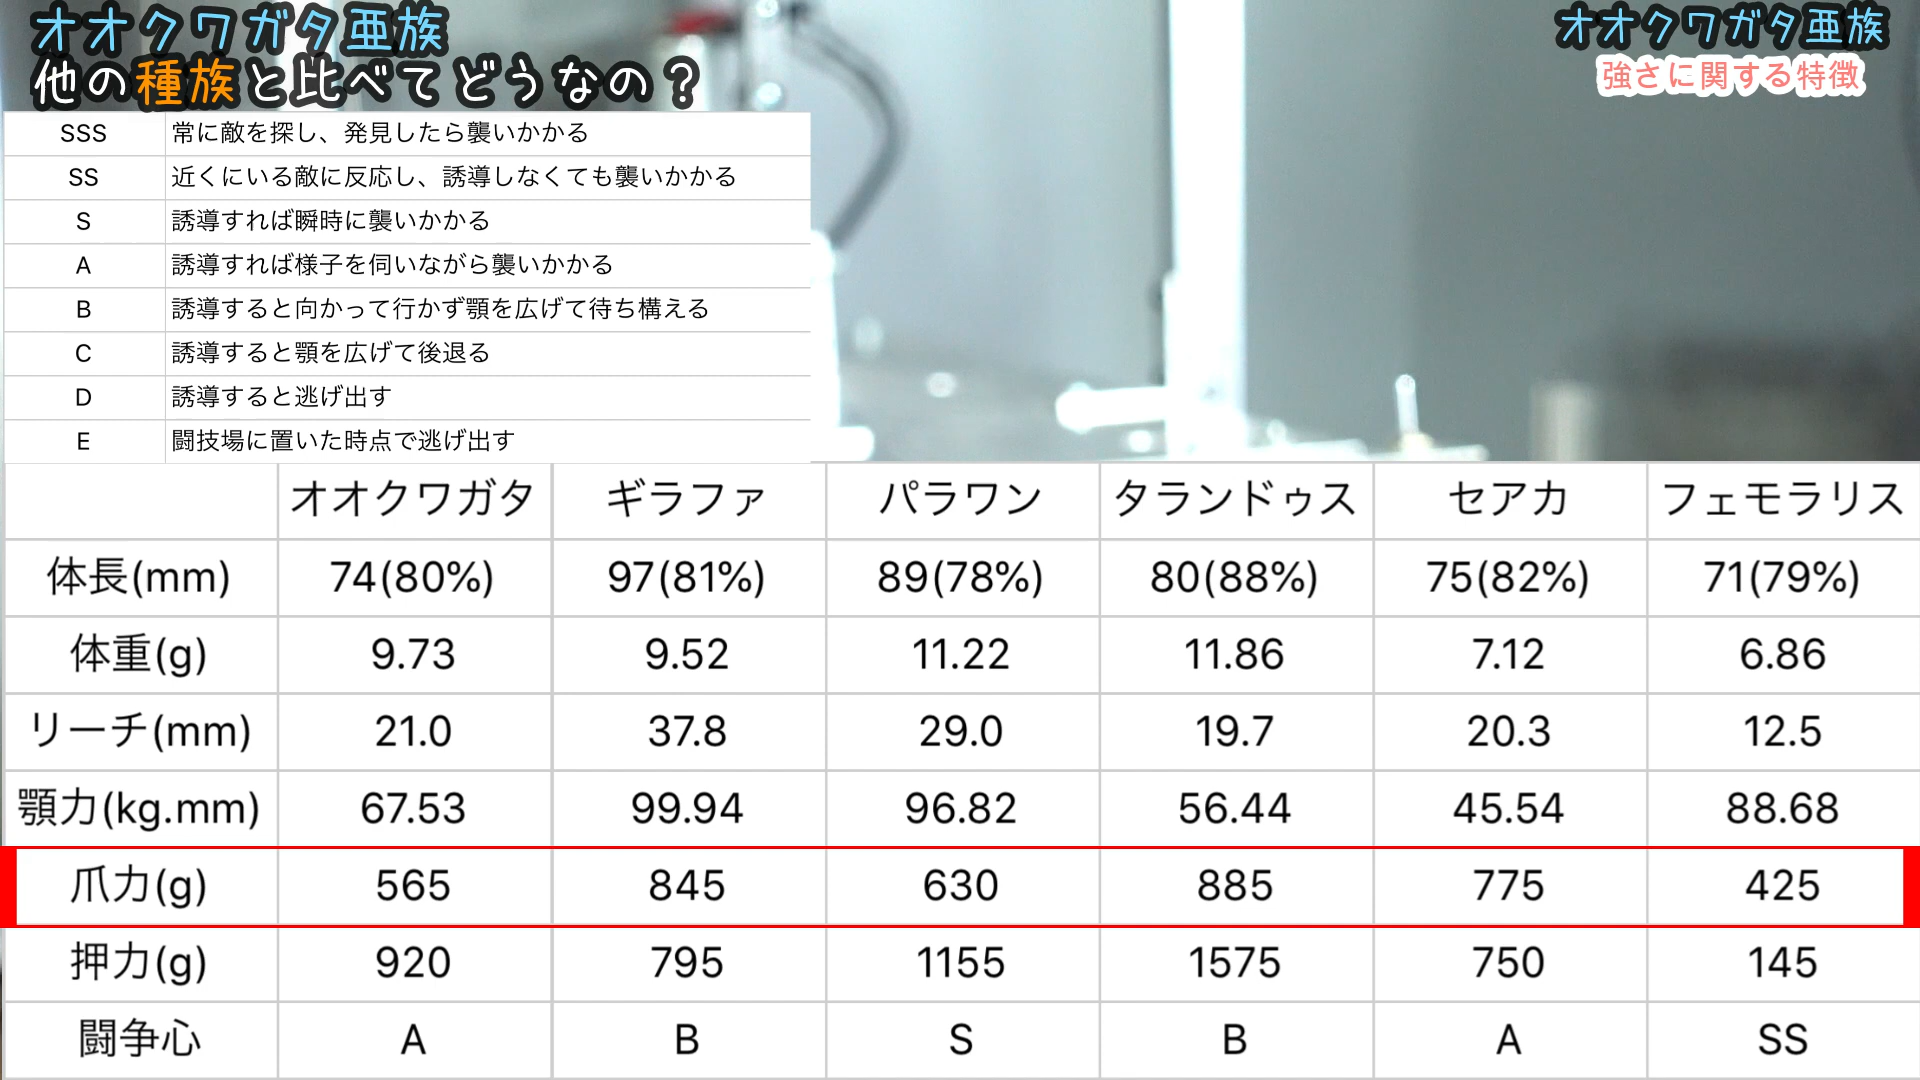 オオクワガタ亜族
他の種族と比べてどうなの？
オオクワガタ亜族
強さに関する特徴
SSS 常に敵を探し、発見したら襲いかかる
SS 近くにいる敵に反応し、誘導しなくても襲いかかる
S 誘導すれば瞬時に襲いかかる
A 誘導すれば様子を伺いながら襲いかかる
B 誘導すると向かって行かず顎を広げて待ち構える
C 誘導すると顎を広げて後退る
D 誘導すると逃げ出す
E 闘技場に置いた時点で逃げ出す
オオクワガタ ギラファ パラワン タランドゥス セアカ フェモラリス
体長(mm) 74(80%) 97(81%) 89(78%) 80(88%) 75(82%) 71(79%)
体重(g) 9.73 9.52 11.22 11.86 7.12 6.86
リーチ(mm) 21.0 37.8 29.0 19.7 20.3 12.5
顎力(kg.mm) 67.53 99.94 96.82 56.44 45.54 88.68
爪力(g) 565 845 630 885 775 425
押力(g) 920 795 1155 1575 750 145
闘争心 A B S B A SS